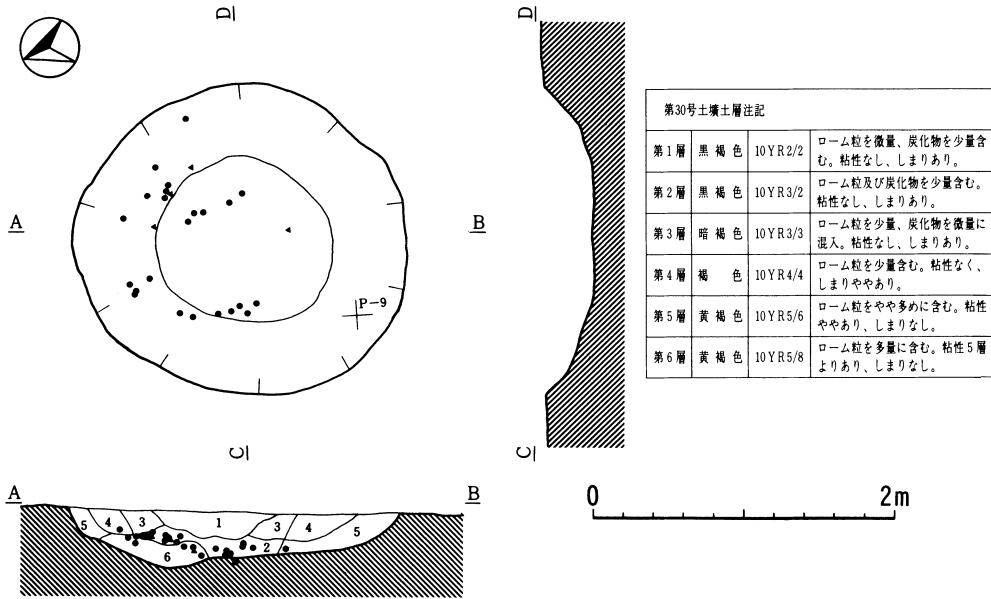 D
A
B
P-9
C
D
C
第30号土壙土層注記
第1層 黒褐色 10YR2/2 ローム粒を微量、炭化物を少量含
む。粘性なし、しまりあり。
第2層 黒褐色 10YR3/2 ローム粒及び炭化物を少量含む。
粘性なし、しまりあり。
第3層 暗褐色 10YR3/3 ローム粒を少量、炭化物を微量に
混入。粘性なし、しまりあり。
第4層 褐色 10YR4/4 ローム粒を少量含む。粘性なく、
しまりややあり。
第5層 黄褐色 10YR5/6 ローム粒をやや多めに含む。粘性
ややあり、しまりなし。
第6層 黄褐色 10YR5/8 ローム粒を多量に含む。粘性5層
よりあり、しまりなし。
A
B
5 4 3 1 3 4 5
2
6
0 2m